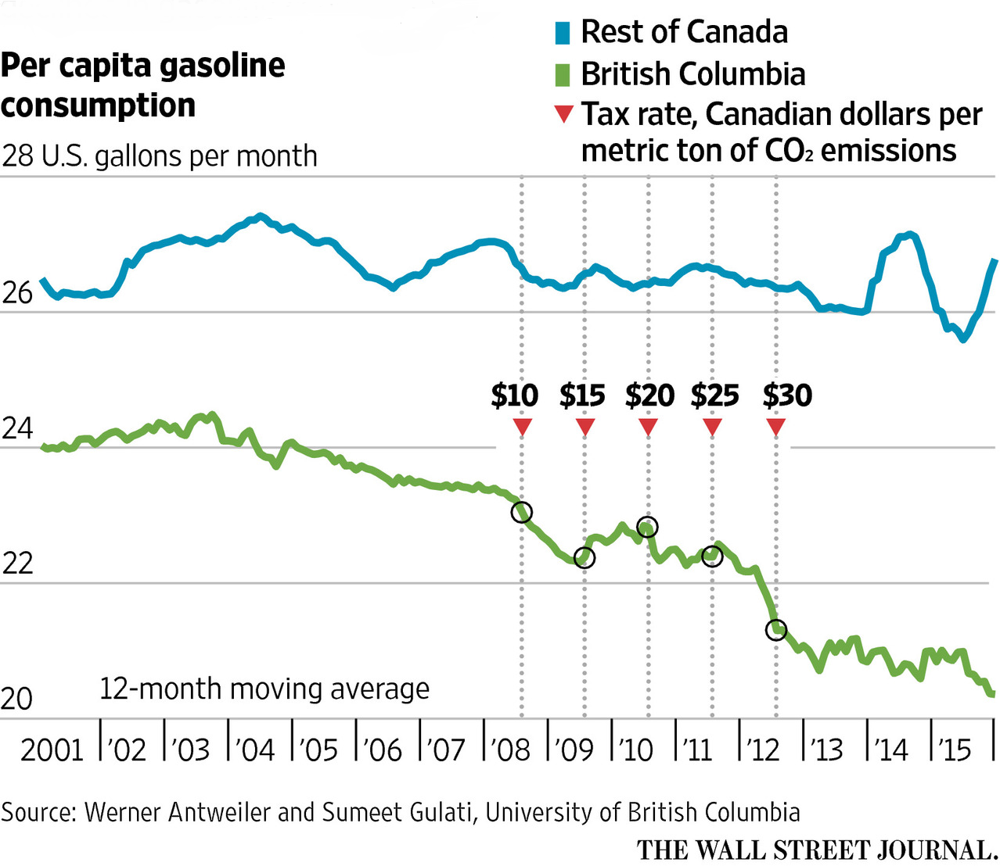 Rest of Canada
British Columbia
Tax rate, Canadian dollars per
metric ton of CO₂ emissions
Per capita gasoline
consumption
28 U.S. gallons per month
26
$10 $15 $20 $25 $30
24
22
20
12-month moving average
2001 ’02 ’03 ’04 ’05 ’06 ’07 ’08 ’09 ’10 ’11 ’12 ’13 ’14 ’15
Source: Werner Antweiler and Sumeet Gulati, University of British Columbia
THE WALL STREET JOURNAL.